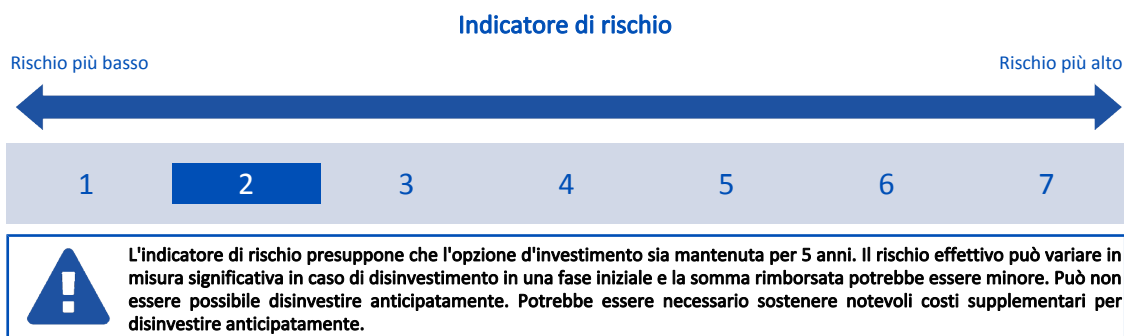 Indicatore di rischio
Rischio più basso
Rischio più alto
1 2 3 4 5 6 7
L'indicatore di rischio presuppone che l'opzione d'investimento sia mantenuta per 5 anni. Il rischio effettivo può variare in
misura significativa in caso di disinvestimento in una fase iniziale e la somma rimborsata potrebbe essere minore. Può non
essere possibile disinvestire anticipatamente. Potrebbe essere necessario sostenere notevoli costi supplementari per
disinvestire anticipatamente.